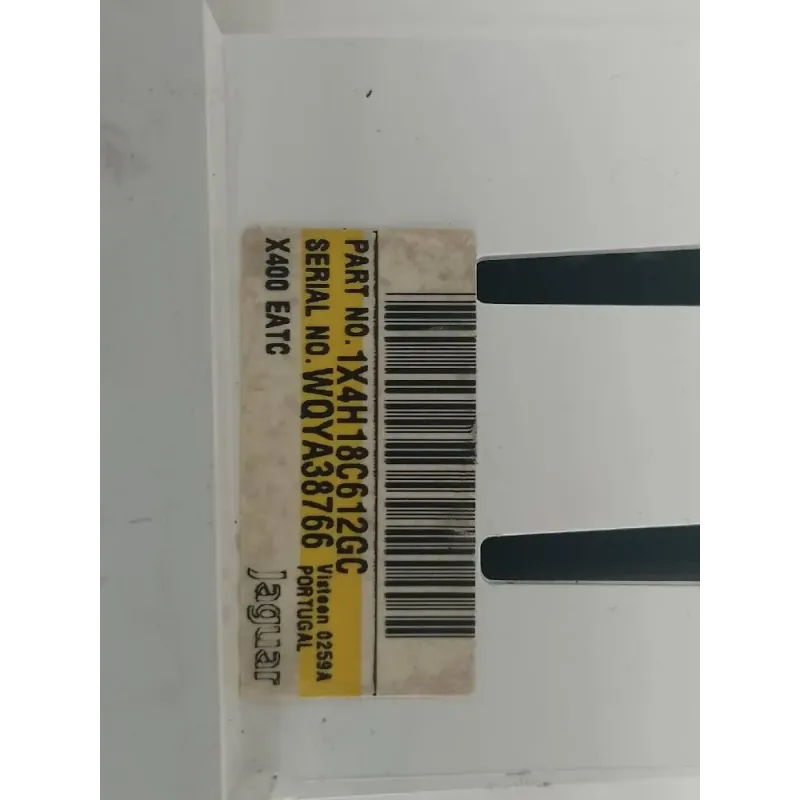 PART NO. 1X4H18C612GC
SERIAL NO. WQYA38766
Visteon 0259A
PORTUGAL
X400 EATC
Jaguar